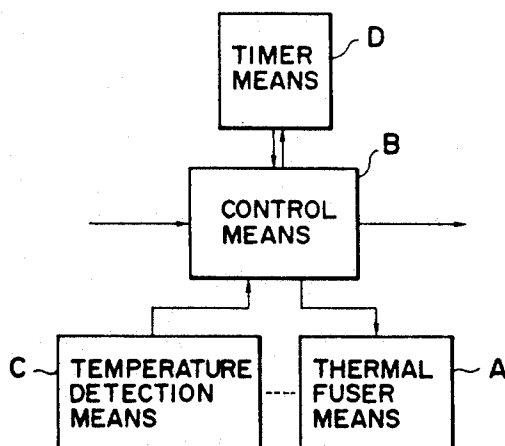 TIMER
MEANS
D
B
CONTROL
MEANS
C
TEMPERATURE
DETECTION
MEANS
THERMAL
FUSER
MEANS
A